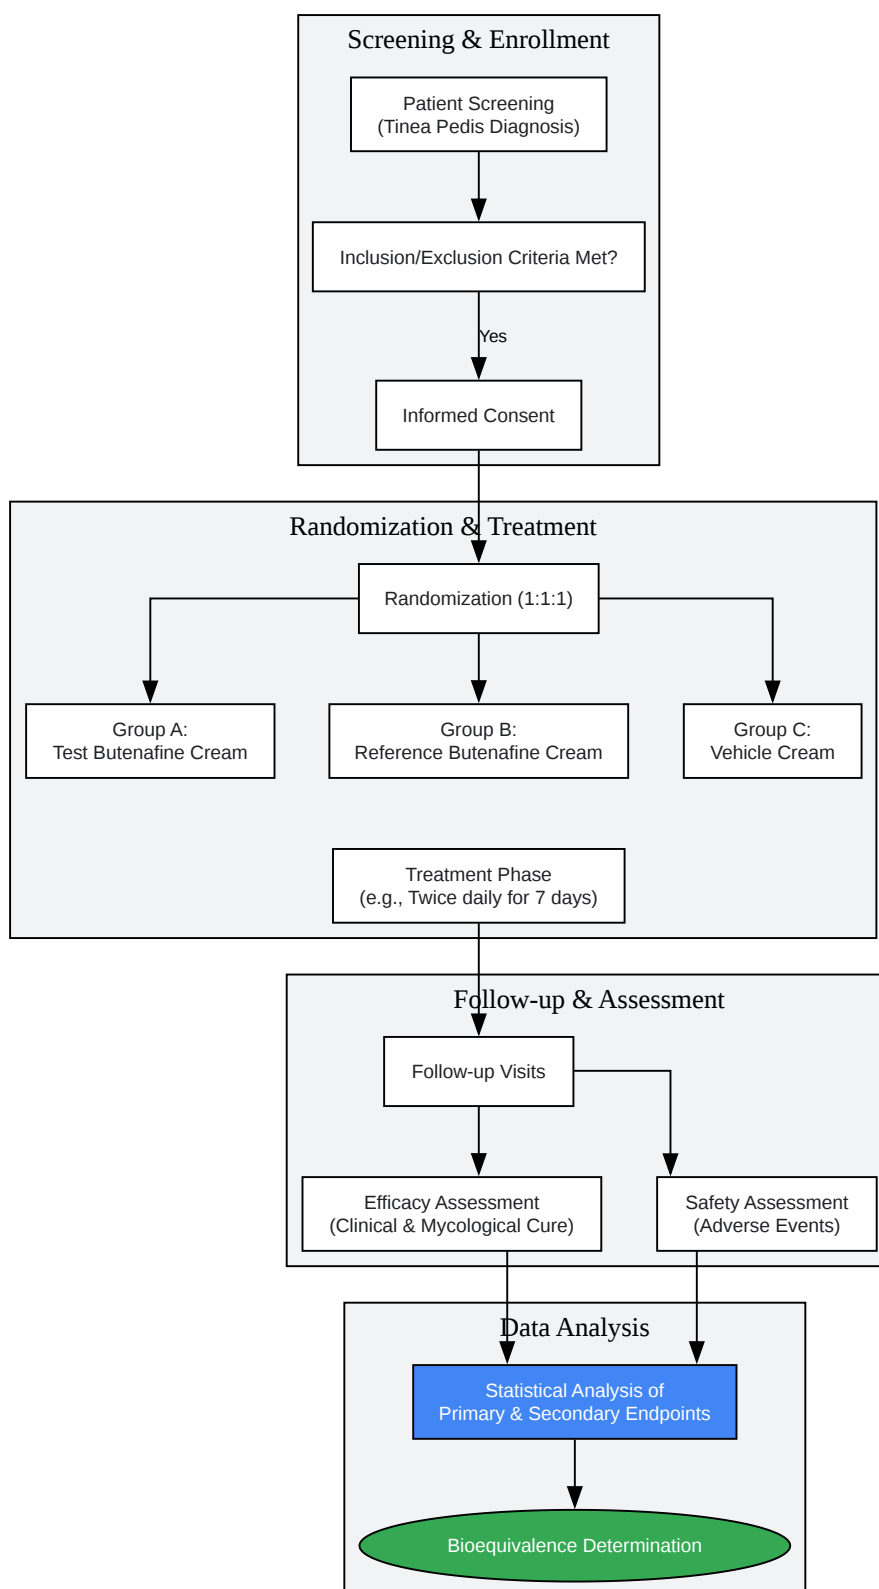 Screening & Enrollment
Patient Screening
(Tinea Pedis Diagnosis)
Inclusion/Exclusion Criteria Met?
Yes
Informed Consent
Randomization & Treatment
Randomization (1:1:1)
Group A:
Test Butenafine Cream
Group B:
Reference Butenafine Cream
Group C:
Vehicle Cream
Treatment Phase
(e.g., Twice daily for 7 days)
Follow-up & Assessment
Follow-up Visits
Efficacy Assessment
(Clinical & Mycological Cure)
Safety Assessment
(Adverse Events)
Data Analysis
Statistical Analysis of
Primary & Secondary Endpoints
Bioequivalence Determination